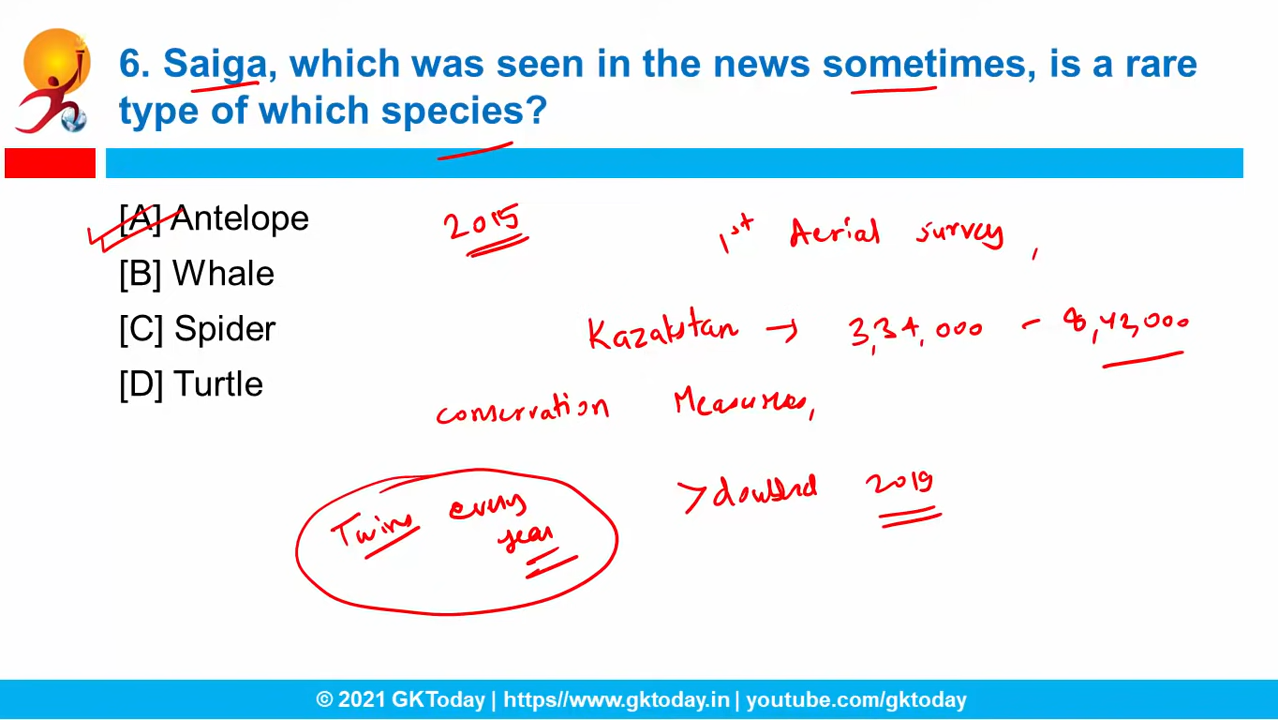 6. Saiga, which was seen in the news sometimes, is a rare
type of which species?
[A] Antelope
[B] Whale
[C] Spider
[D] Turtle
2015
1st Aerial survey,
Kazakstan → 3,34,000 - 8,42,000
conservation Measures,
Twins every
year
>doubled 2019
© 2021 GKToday | https//www.gktoday.in | youtube.com/gktoday